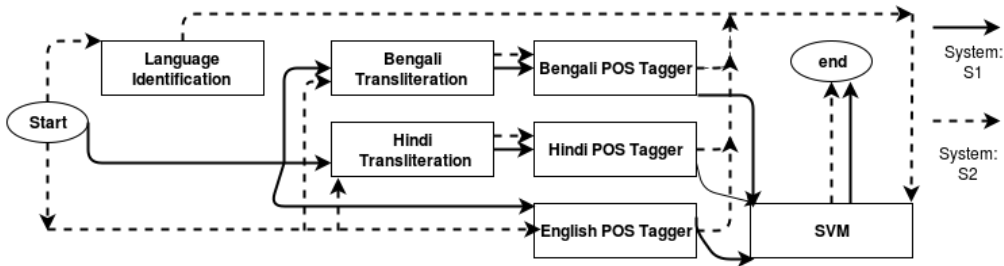 Language
Identification
Bengali
Transliteration
Bengali POS Tagger
end
System:
S1
Start
Hindi
Transliteration
Hindi POS Tagger
System:
S2
English POS Tagger
SVM